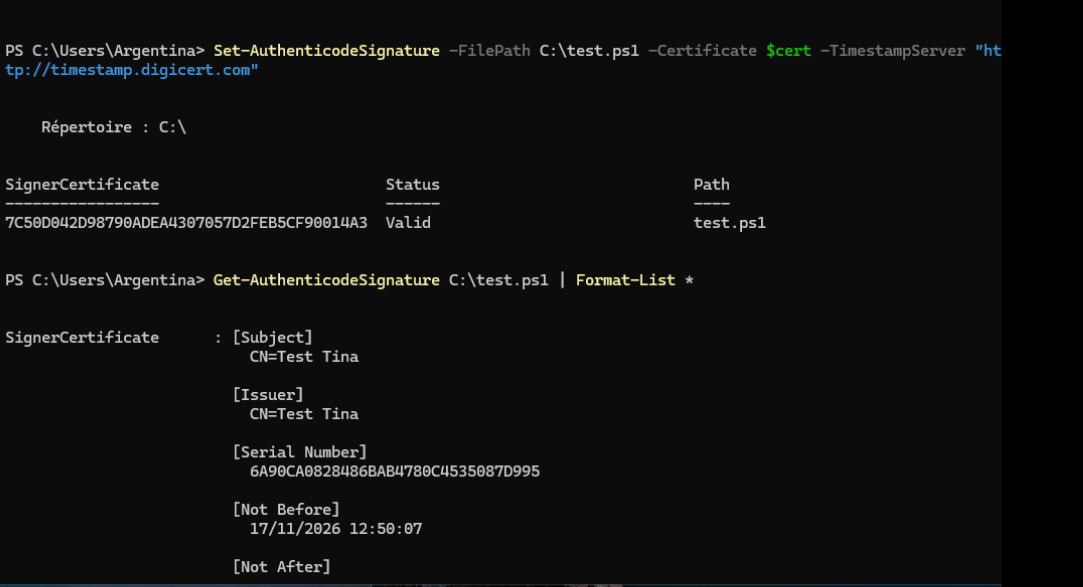 PS C:\Users\Argentina> Set-AuthenticodeSignature -FilePath C:\test.ps1 -Certificate $cert -TimestampServer "ht
tp://timestamp.digicert.com"
Répertoire : C:\
SignerCertificate Status Path
----------------- ------ ----
7C50D042D98790ADEA4307057D2FEB5CF90014A3 Valid test.ps1
PS C:\Users\Argentina> Get-AuthenticodeSignature C:\test.ps1 | Format-List *
SignerCertificate : [Subject]
CN=Test Tina
[Issuer]
CN=Test Tina
[Serial Number]
6A90CA0828486BAB4780C4535087D995
[Not Before]
17/11/2026 12:50:07
[Not After]